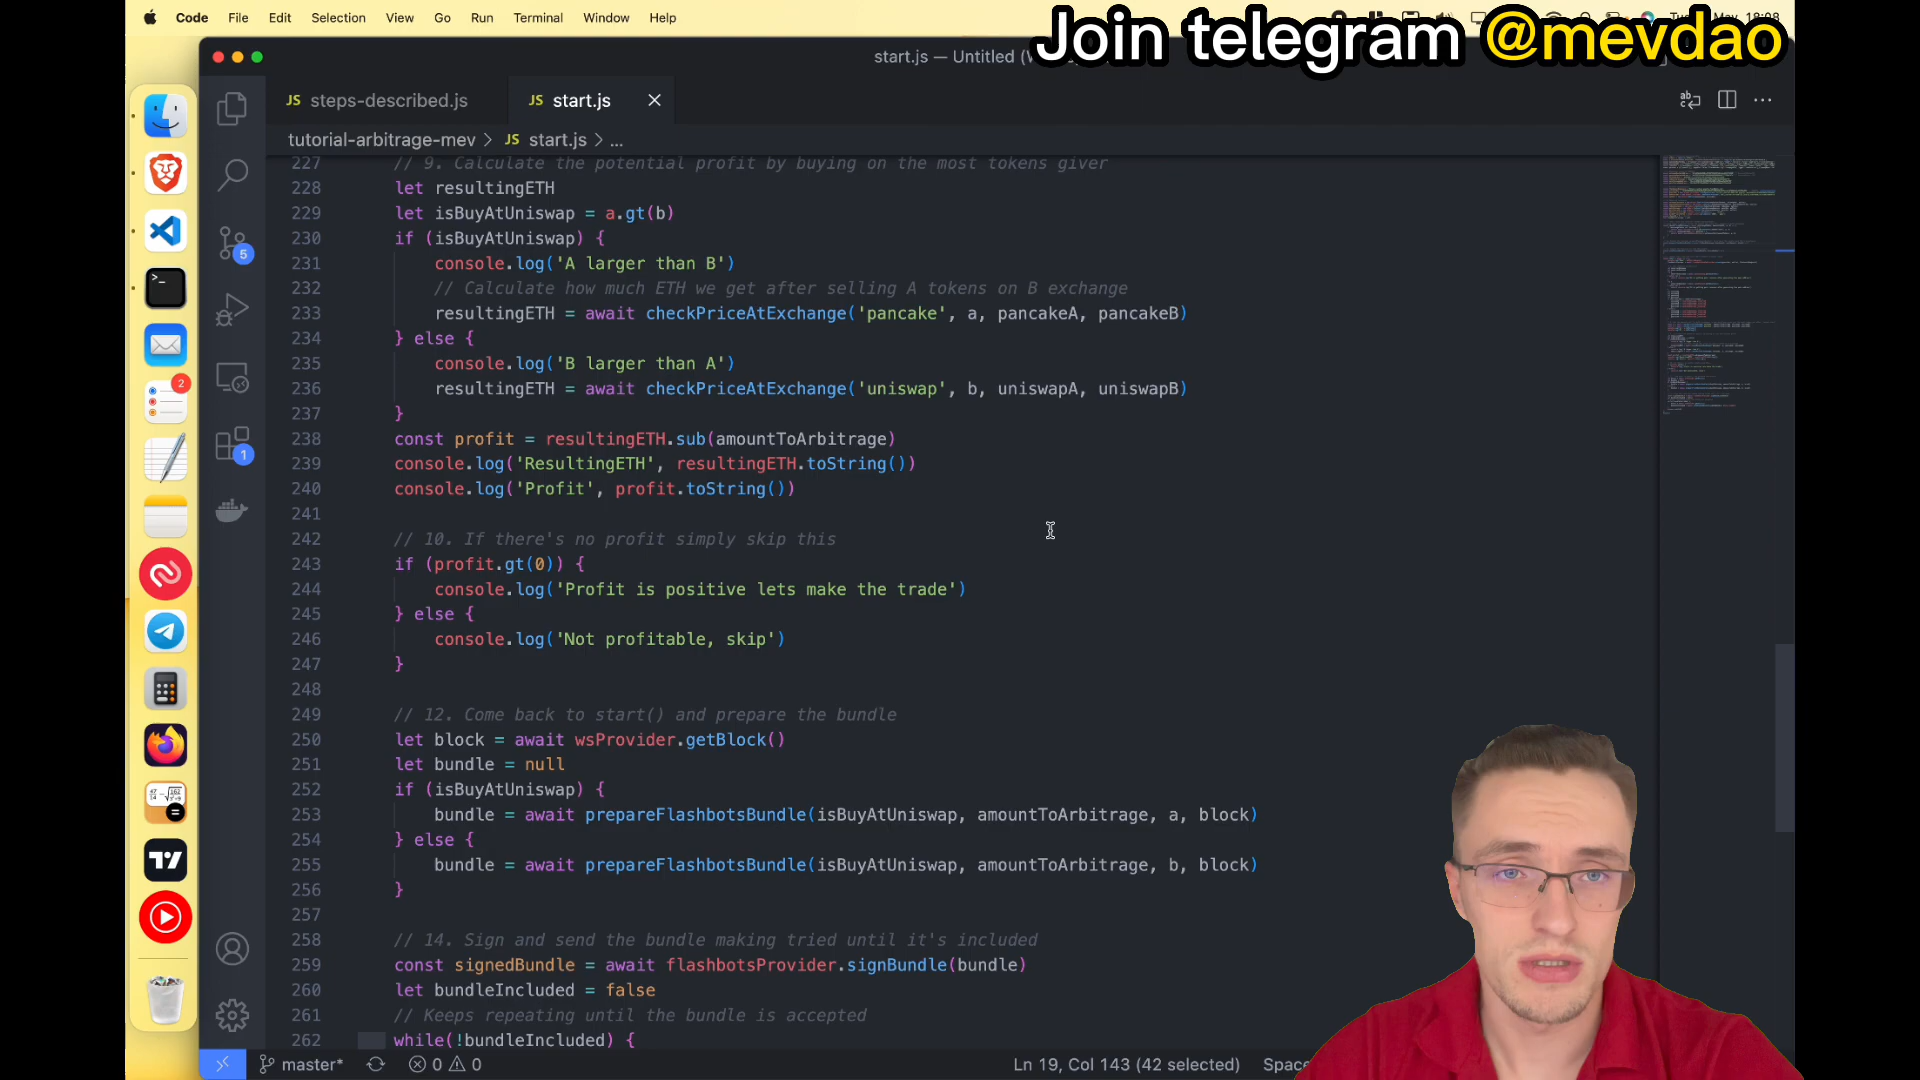 Code File Edit Selection View Go Run Terminal Window Help
Join telegram @mevdao
start.js — Untitled
JS steps-described.js
JS start.js
tutorial-arbitrage-mev > JS start.js > ...
227 // 9. Calculate the potential profit by buying on the most tokens giver
228 let resultingETH
229 let isBuyAtUniswap = a.gt(b)
230 if (isBuyAtUniswap) {
231 console.log('A larger than B')
232 // Calculate how much ETH we get after selling A tokens on B exchange
233 resultingETH = await checkPriceAtExchange('pancake', a, pancakeA, pancakeB)
234 } else {
235 console.log('B larger than A')
236 resultingETH = await checkPriceAtExchange('uniswap', b, uniswapA, uniswapB)
237 }
238 const profit = resultingETH.sub(amountToArbitrage)
239 console.log('ResultingETH', resultingETH.toString())
240 console.log('Profit', profit.toString())
241
242 // 10. If there's no profit simply skip this
243 if (profit.gt(0)) {
244 console.log('Profit is positive lets make the trade')
245 } else {
246 console.log('Not profitable, skip')
247 }
248
249 // 12. Come back to start() and prepare the bundle
250 let block = await wsProvider.getBlock()
251 let bundle = null
252 if (isBuyAtUniswap) {
253 bundle = await prepareFlashbotsBundle(isBuyAtUniswap, amountToArbitrage, a, block)
254 } else {
255 bundle = await prepareFlashbotsBundle(isBuyAtUniswap, amountToArbitrage, b, block)
256 }
257
258 // 14. Sign and send the bundle making tried until it's included
259 const signedBundle = await flashbotsProvider.signBundle(bundle)
260 let bundleIncluded = false
261 // Keeps repeating until the bundle is accepted
262 while(!bundleIncluded) {
5
1
2
master* 0 0 Ln 19, Col 143 (42 selected)